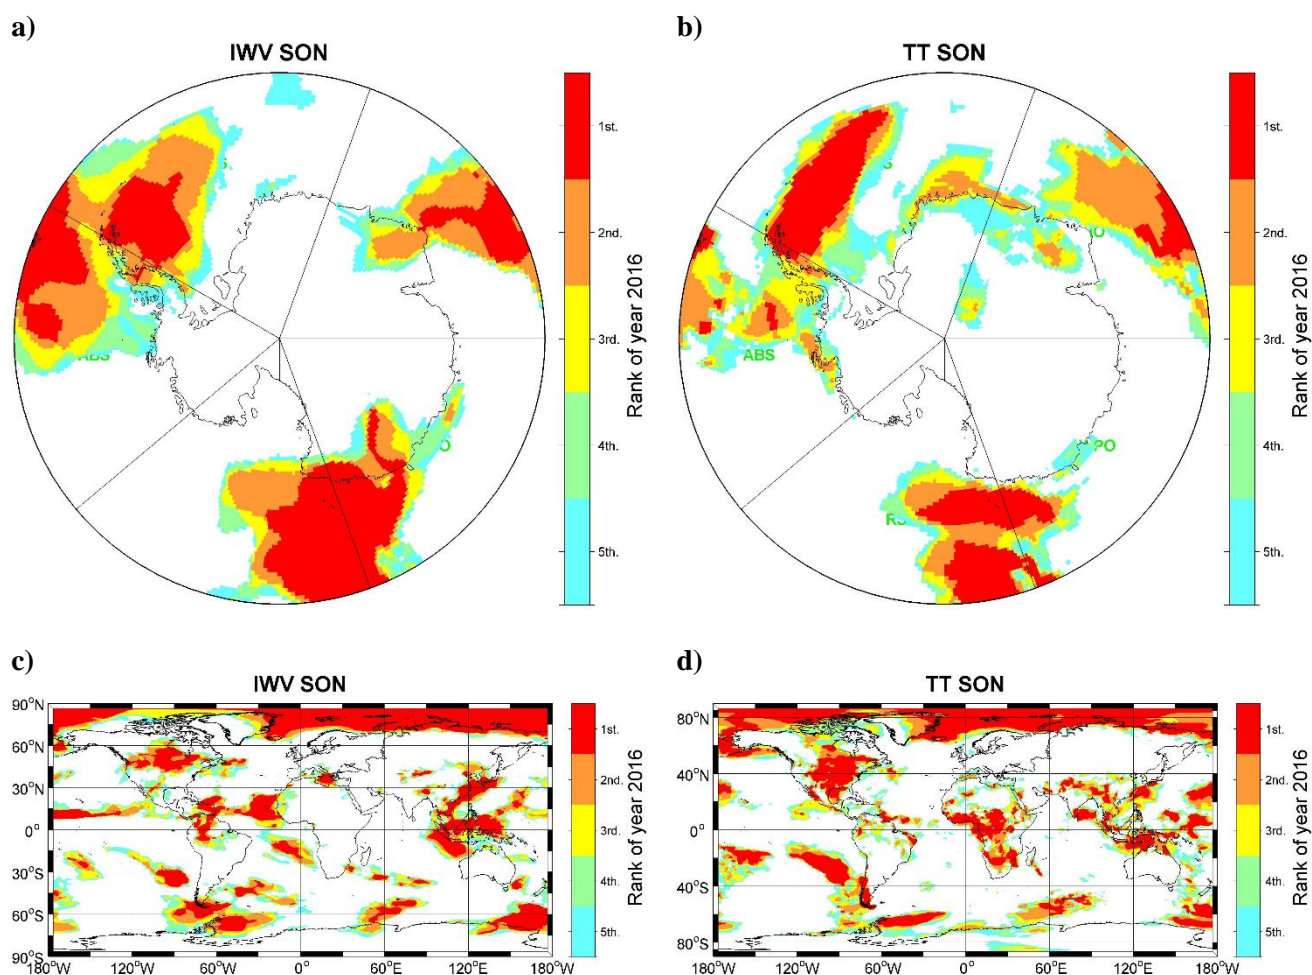 a)
IWV SON
1st.
2nd.
3rd.
4th.
5th.
Rank of year 2016
S
ABS
O
b)
TT SON
1st.
2nd.
3rd.
4th.
5th.
Rank of year 2016
ABS
RS
PO
c)
IWV SON
90°N
60°N
30°N
0°
30°S
60°S
90°S
180°W
120°W
60°W
0°
60°E
120°E
180°W
1st.
2nd.
3rd.
4th.
5th.
Rank of year 2016
d)
TT SON
80°N
40°N
0°
40°S
80°S
180°W
120°W
60°W
0°
60°E
120°E
180°W
1st.
2nd.
3rd.
4th.
5th.
Rank of year 2016